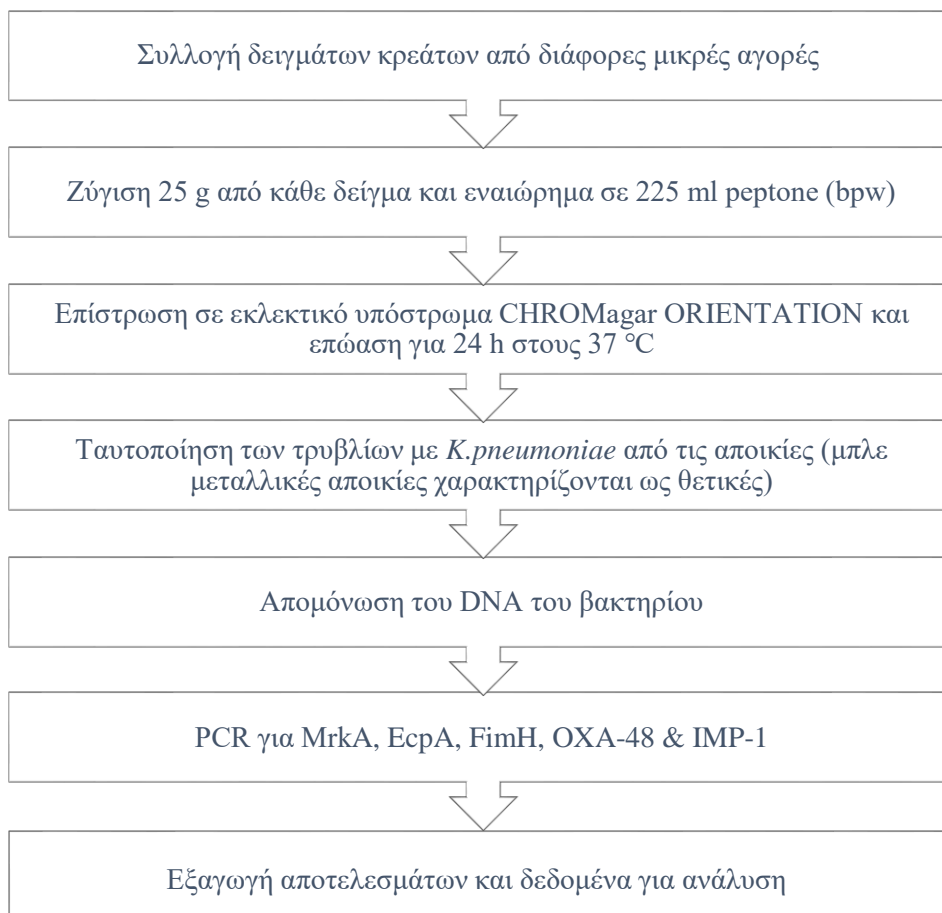 Συλλογή δειγμάτων κρεάτων από διάφορες μικρές αγορές
Ζύγιση 25 g από κάθε δείγμα και εναιώρημα σε 225 ml peptone (bpw)
Επίστρωση σε εκλεκτικό υπόστρωμα CHROMagar ORIENTATION και
επώαση για 24 h στους 37 °C
Ταυτοποίηση των τρυβλίων με K.pneumoniae από τις αποικίες (μπλε
μεταλλικές αποικίες χαρακτηρίζονται ως θετικές)
Απομόνωση του DNA του βακτηρίου
PCR για MrkA, EcpA, FimH, OXA-48 & IMP-1
Εξαγωγή αποτελεσμάτων και δεδομένα για ανάλυση